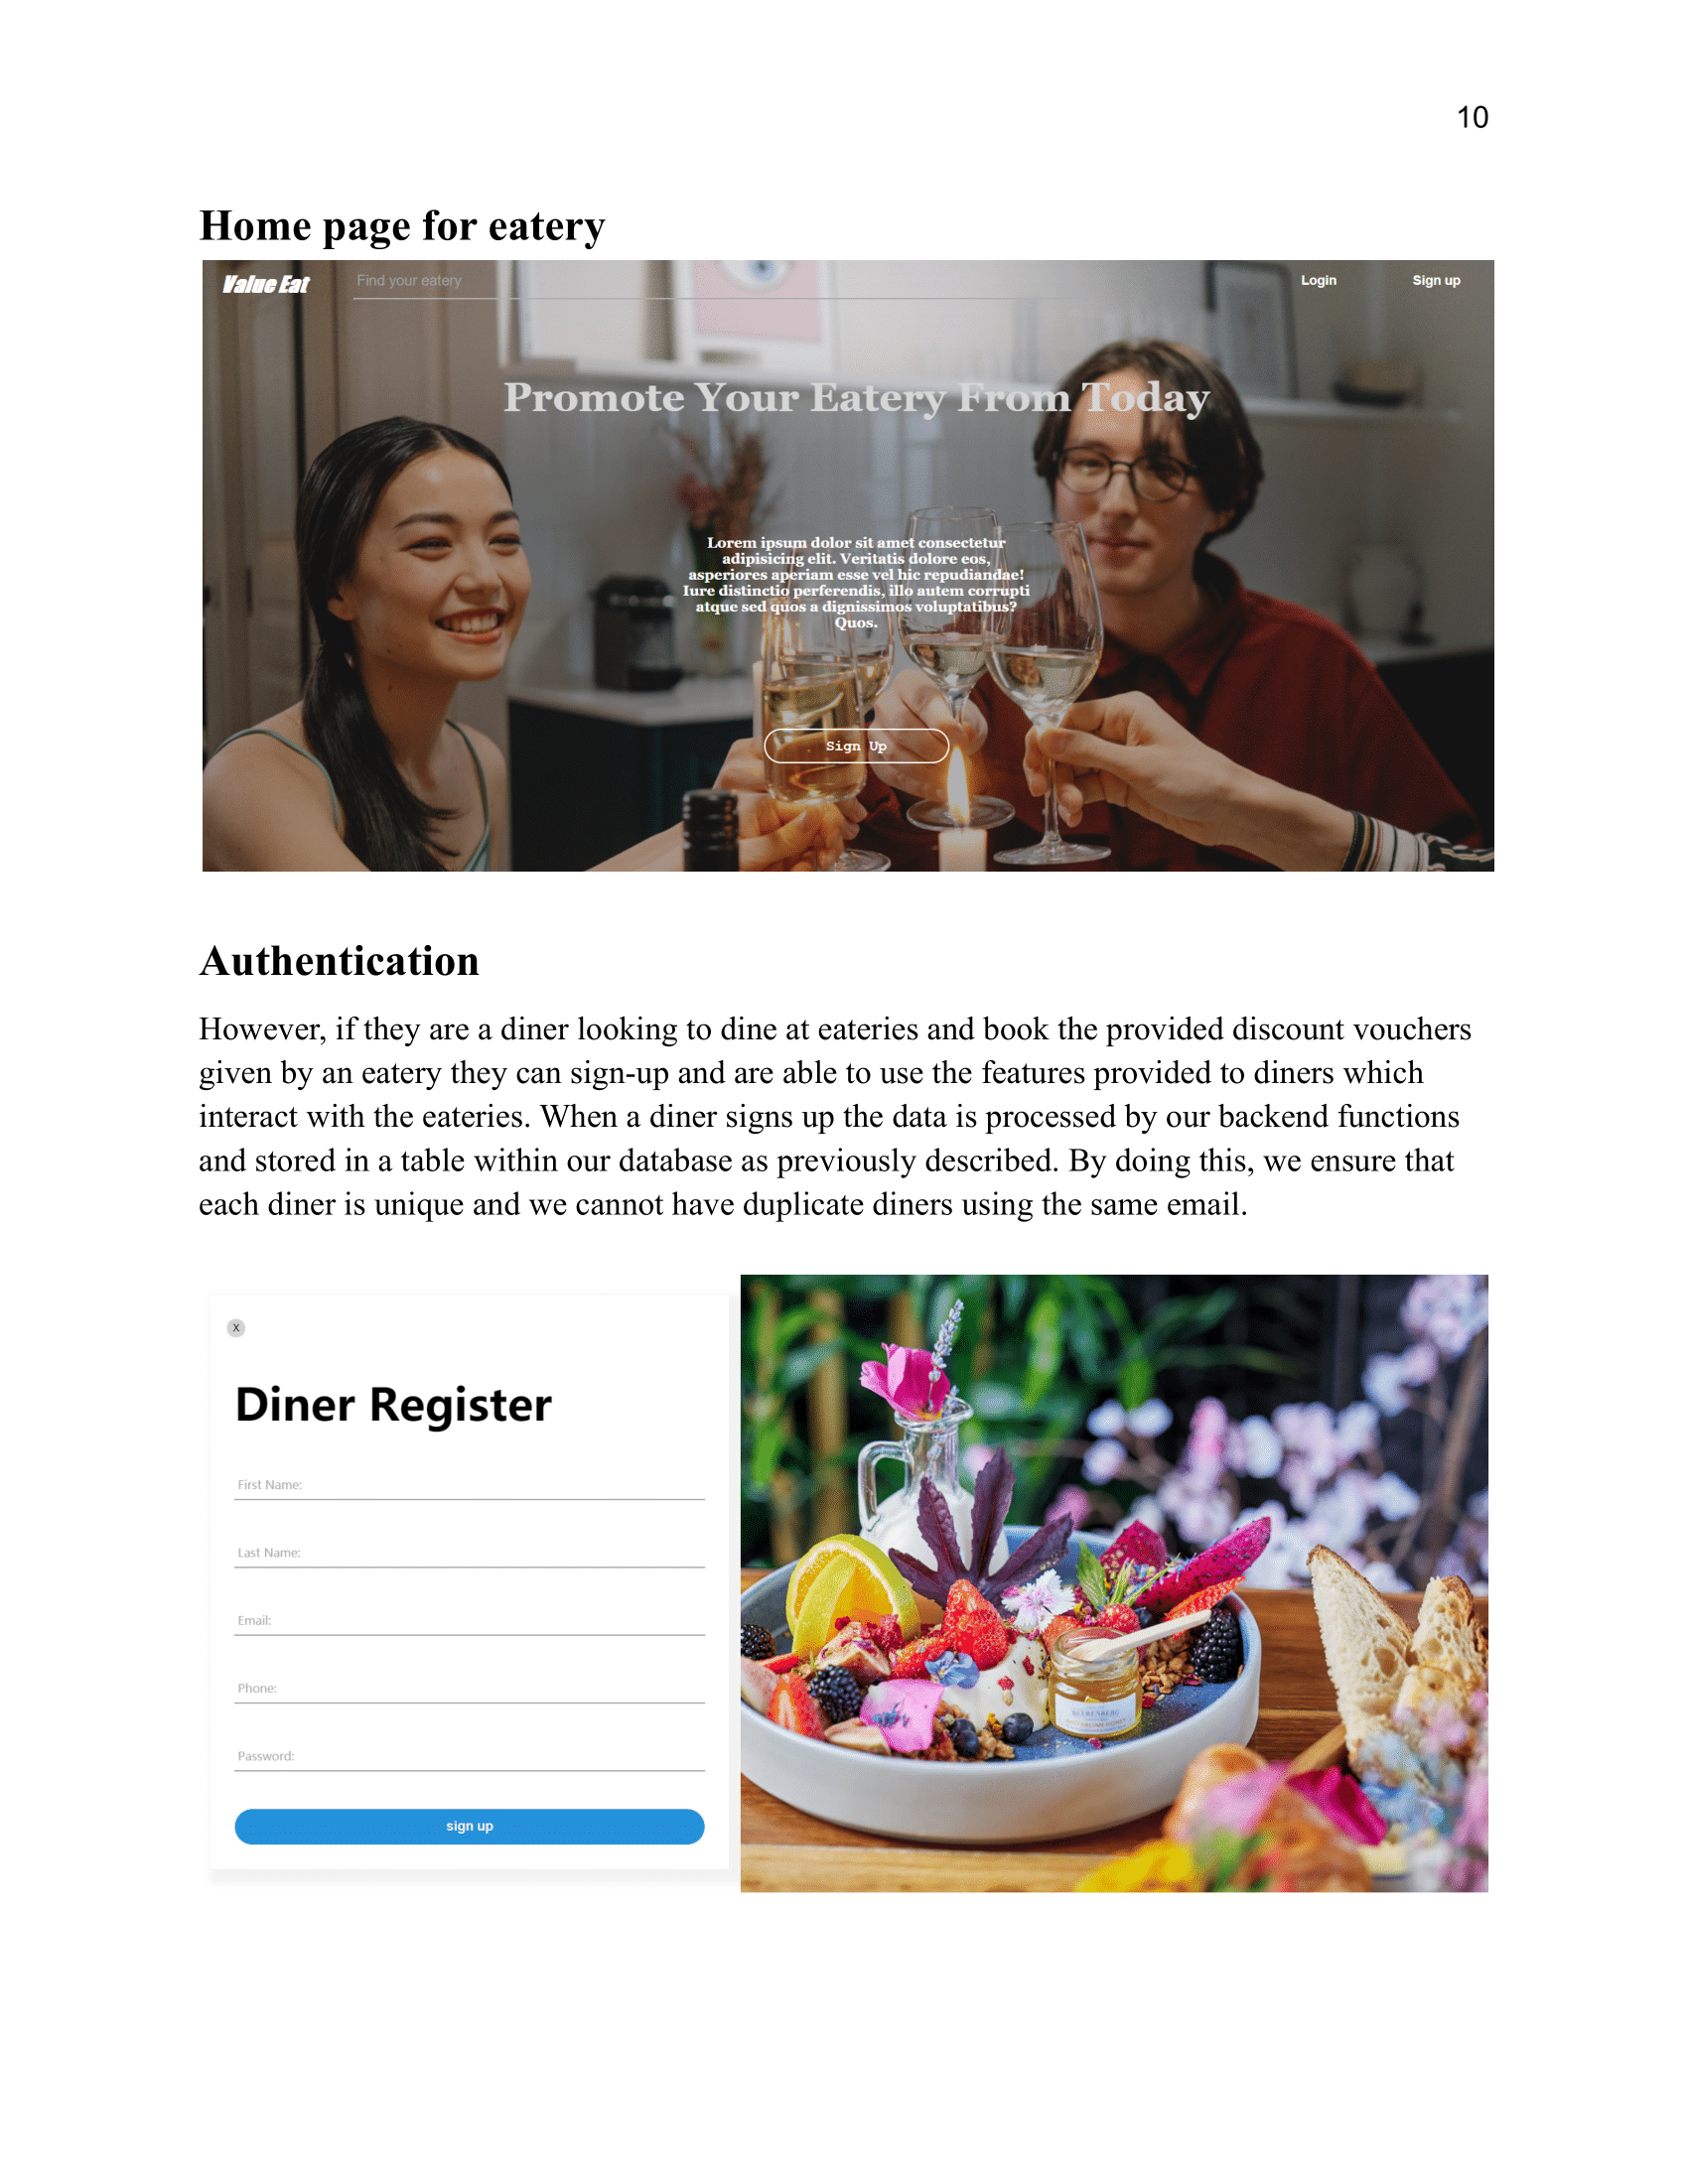 10
Home page for eatery
Value Eat
Find your eatery
Login
Sign up
Promote Your Eatery From Today
Lorem ipsum dolor sit amet consectetur
adipisicing elit. Veritatis dolore eos,
asperiores aperiam esse vel hic repudiandae!
Iure distinctio perferendis, illo autem corrupti
atque sed quos a dignissimos voluptatibus?
Quos.
Sign Up
Authentication
However, if they are a diner looking to dine at eateries and book the provided discount vouchers
given by an eatery they can sign-up and are able to use the features provided to diners which
interact with the eateries. When a diner signs up the data is processed by our backend functions
and stored in a table within our database as previously described. By doing this, we ensure that
each diner is unique and we cannot have duplicate diners using the same email.
X
Diner Register
First Name:
Last Name:
Email:
Phone:
Password:
sign up
BEERENBERG
AUSTRALIAN HONEY